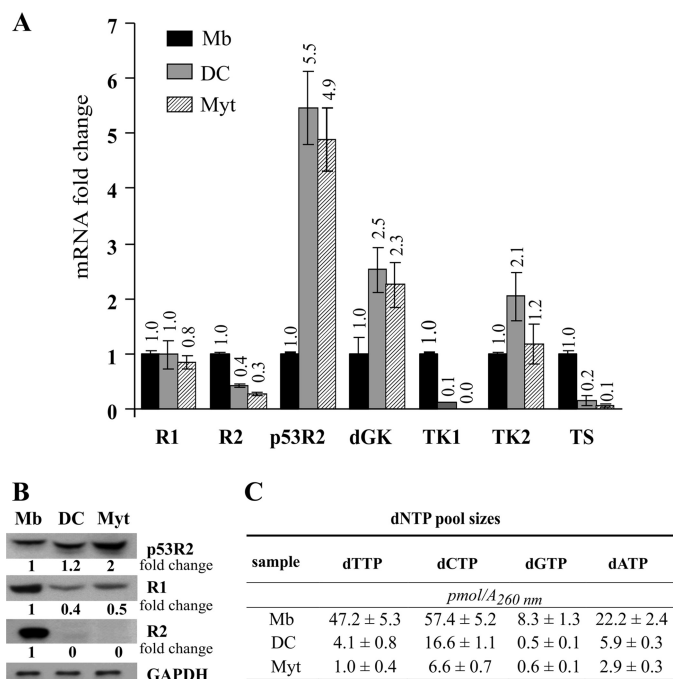 A
mRNA fold change
7
6
5
4
3
2
1
0
Mb
DC
Myt
1.0 1.0 0.8
1.0 0.4 0.3
1.0 5.5 4.9
1.0 2.5 2.3
1.0 0.1 0.0
1.0 2.1 1.2
1.0 0.2 0.1
R1 R2 p53R2 dGK TK1 TK2 TS
B
Mb DC Myt
p53R2
1 1.2 2 fold change
R1
1 0.4 0.5 fold change
R2
1 0 0 fold change
GAPDH
C
dNTP pool sizes
sample dTTP dCTP dGTP dATP
pmol/A260 nm
Mb 47.2 ± 5.3 57.4 ± 5.2 8.3 ± 1.3 22.2 ± 2.4
DC 4.1 ± 0.8 16.6 ± 1.1 0.5 ± 0.1 5.9 ± 0.3
Myt 1.0 ± 0.4 6.6 ± 0.7 0.6 ± 0.1 2.9 ± 0.3